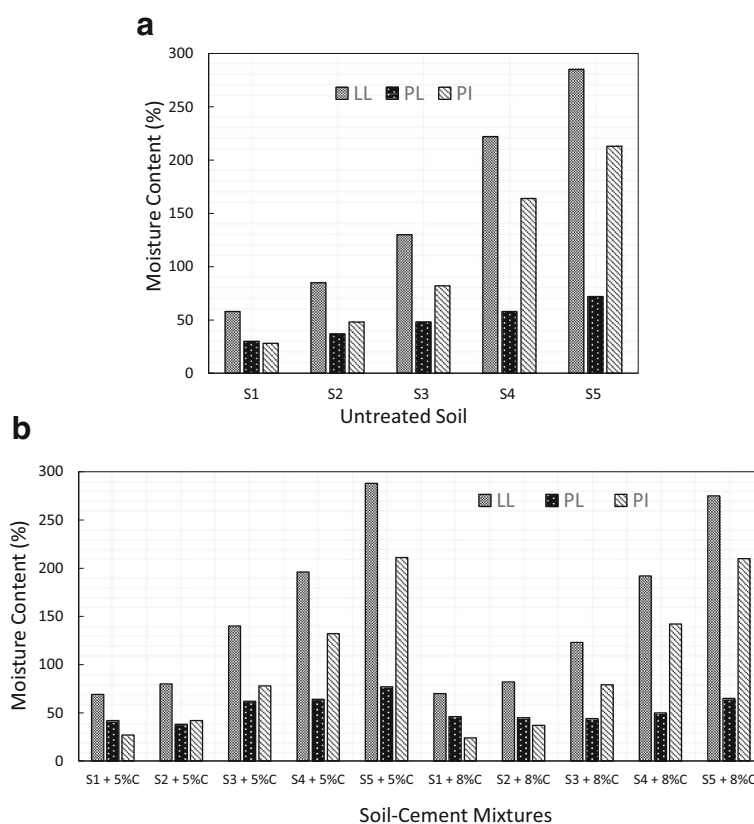 a
300
250
200
150
100
50
0
Moisture Content (%)
LL PL PI
S1 S2 S3 S4 S5
Untreated Soil
b
300
250
200
150
100
50
0
Moisture Content (%)
LL PL PI
S1 + 5%C S2 + 5%C S3 + 5%C S4 + 5%C S5 + 5%C S1 + 8%C S2 + 8%C S3 + 8%C S4 + 8%C S5 + 8%C
Soil-Cement Mixtures